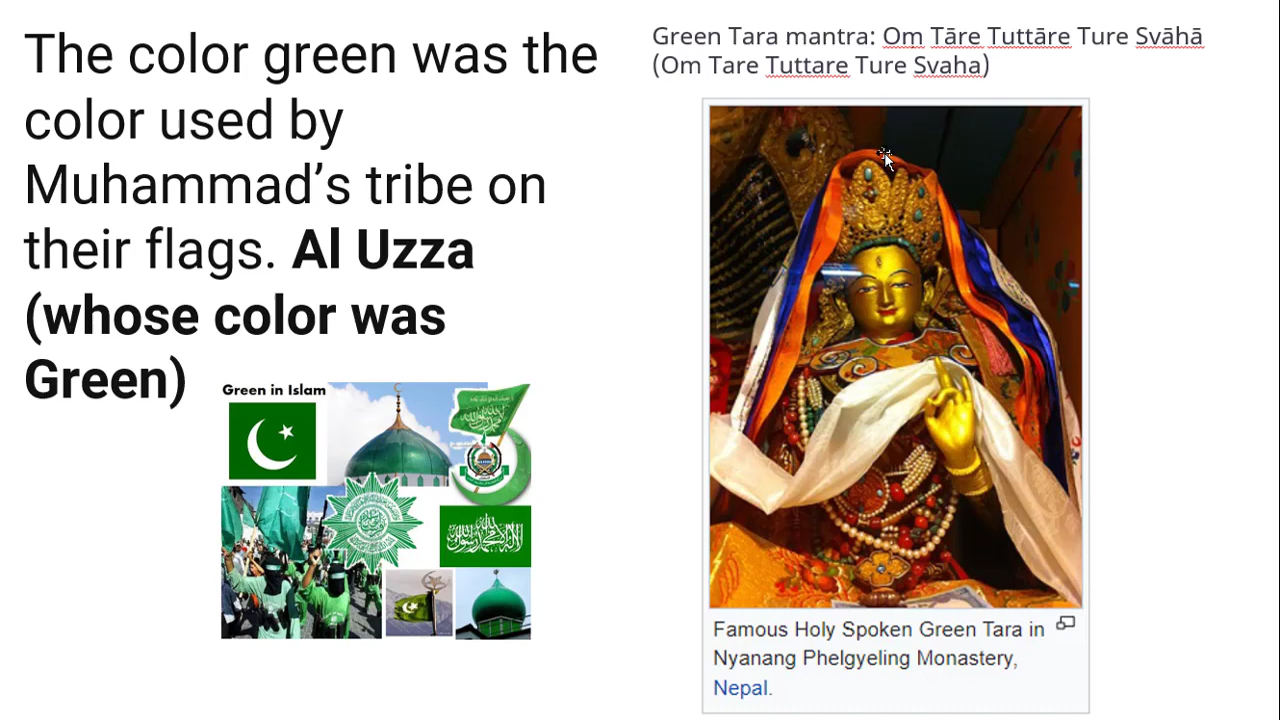 The color green was the
color used by
Muhammad’s tribe on
their flags. Al Uzza
(whose color was
Green)
Green in Islam
Green Tara mantra: Oṃ Tāre Tuttāre Ture Svāhā
(Om Tare Tuttare Ture Svaha)
Famous Holy Spoken Green Tara in
Nyanang Phelgyeling Monastery,
Nepal.